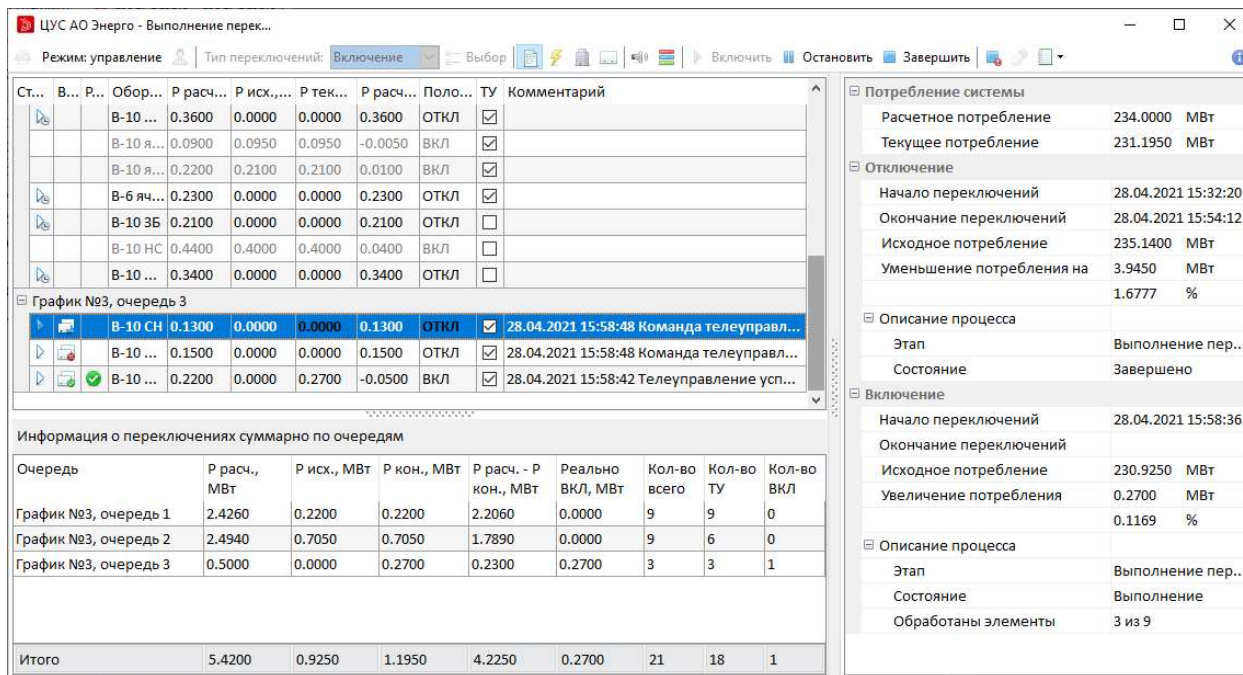 ЦУС АО Энерго - Выполнение перек...
Режим: управление Тип переключений: Включение Выбор Включить Остановить Завершить
Ст... В... Р... Обор... Р расч... Р исх.,... Р тек... Р расч... Поло... ТУ Комментарий
В-10 ... 0.3600 0.0000 0.0000 0.3600 ОТКЛ
В-10 я... 0.0900 0.0950 0.0950 -0.0050 ВКЛ
В-10 я... 0.2200 0.2100 0.2100 0.0100 ВКЛ
В-6 яч... 0.2300 0.0000 0.0000 0.2300 ОТКЛ
В-10 ЗБ 0.2100 0.0000 0.0000 0.2100 ОТКЛ
В-10 НС 0.4400 0.4000 0.4000 0.0400 ВКЛ
В-10 ... 0.3400 0.0000 0.0000 0.3400 ОТКЛ
График №3, очередь 3
В-10 СН 0.1300 0.0000 0.0000 0.1300 ОТКЛ 28.04.2021 15:58:48 Команда телеуправл...
В-10 ... 0.1500 0.0000 0.0000 0.1500 ОТКЛ 28.04.2021 15:58:48 Команда телеуправл...
В-10 ... 0.2200 0.0000 0.2700 -0.0500 ВКЛ 28.04.2021 15:58:42 Телеуправление усп...
Информация о переключениях суммарно по очередям
Очередь Р расч., МВт Р исх., МВт Р кон., МВт Р расч. - Р кон., МВт Реально ВКЛ, МВт Кол-во всего Кол-во ТУ Кол-во ВКЛ
График №3, очередь 1 2.4260 0.2200 0.2200 2.2060 0.0000 9 9 0
График №3, очередь 2 2.4940 0.7050 0.7050 1.7890 0.0000 9 6 0
График №3, очередь 3 0.5000 0.0000 0.2700 0.2300 0.2700 3 3 1
Итого 5.4200 0.9250 1.1950 4.2250 0.2700 21 18 1
Потребление системы
Расчетное потребление 234.0000 МВт
Текущее потребление 231.1950 МВт
Отключение
Начало переключений 28.04.2021 15:32:20
Окончание переключений 28.04.2021 15:54:12
Исходное потребление 235.1400 МВт
Уменьшение потребления на 3.9450 МВт
1.6777 %
Описание процесса
Этап Выполнение пер...
Состояние Завершено
Включение
Начало переключений 28.04.2021 15:58:36
Окончание переключений
Исходное потребление 230.9250 МВт
Увеличение потребления 0.2700 МВт
0.1169 %
Описание процесса
Этап Выполнение пер...
Состояние Выполнение
Обработаны элементы 3 из 9